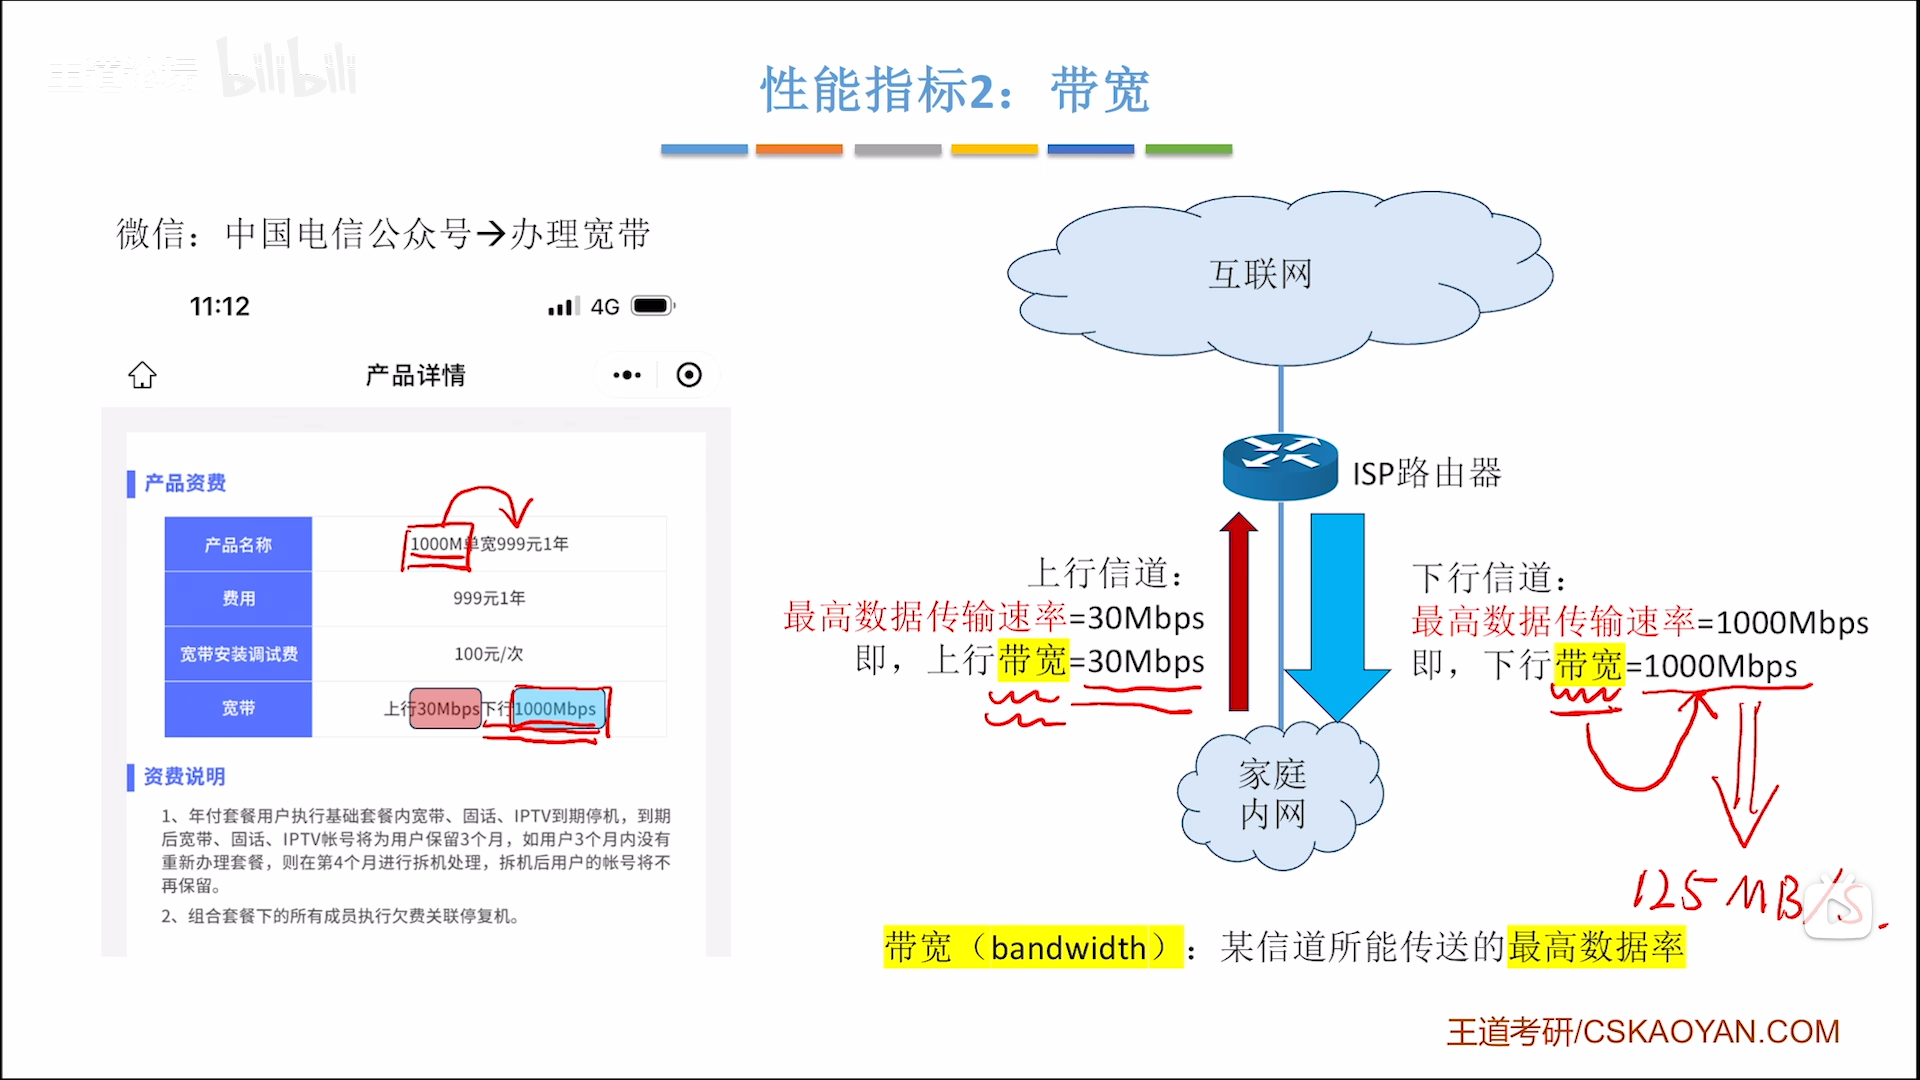 王道论坛 bilibili
性能指标2：带宽
微信：中国电信公众号→办理宽带
11:12
4G
产品详情
产品资费
产品名称 1000M单宽999元1年
费用 999元1年
宽带安装调试费 100元/次
宽带 上行30Mbps下行1000Mbps
资费说明
1、年付套餐用户执行基础套餐内宽带、固话、IPTV到期停机，到期
后宽带、固话、IPTV帐号将为用户保留3个月，如用户3个月内没有
重新办理套餐，则在第4个月进行拆机处理，拆机后用户的帐号将不
再保留。
2、组合套餐下的所有成员执行欠费关联停复机。
互联网
ISP路由器
上行信道：
最高数据传输速率=30Mbps
即，上行带宽=30Mbps
下行信道：
最高数据传输速率=1000Mbps
即，下行带宽=1000Mbps
家庭
内网
125MB/s.
带宽（bandwidth）：某信道所能传送的最高数据率
王道考研/CSKAOYAN.COM